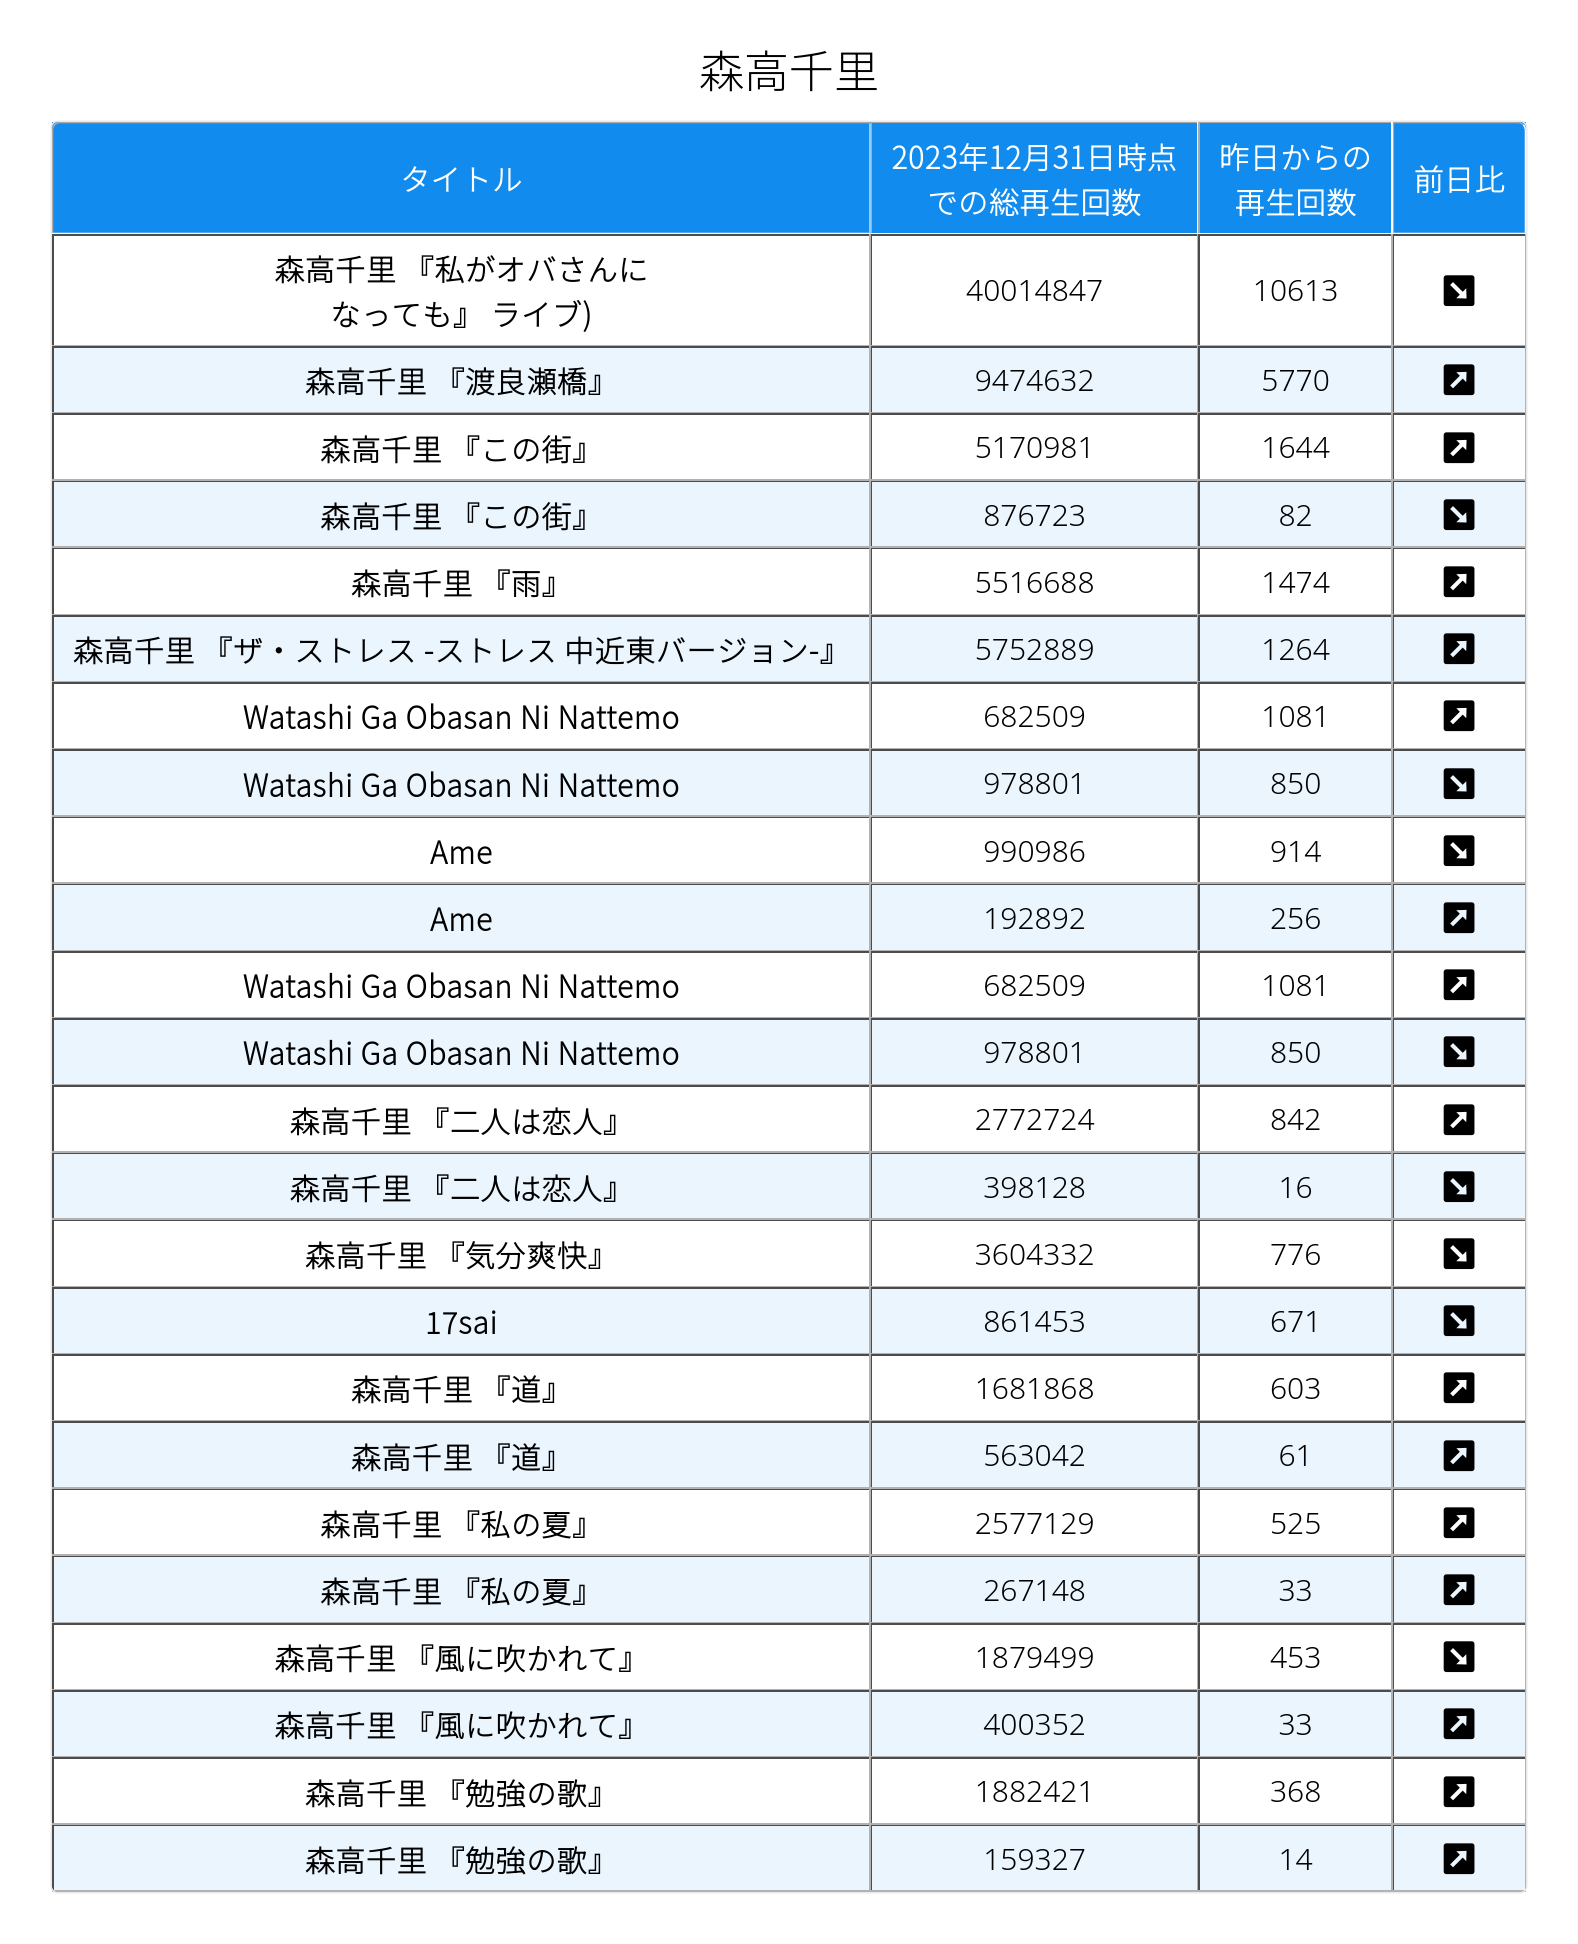 森高千里
タイトル
2023年12月31日時点
での総再生回数
昨日からの
再生回数
前日比
森高千里 『私がオバさんに
なっても』 ライブ)
40014847
10613
森高千里 『渡良瀬橋』 9474632 5770
森高千里 『この街』 5170981 1644
森高千里 『この街』 876723 82
森高千里 『雨』 5516688 1474
森高千里 『ザ・ストレス -ストレス 中近東バージョン-』 5752889 1264
Watashi Ga Obasan Ni Nattemo 682509 1081
Watashi Ga Obasan Ni Nattemo 978801 850
Ame 990986 914
Ame 192892 256
Watashi Ga Obasan Ni Nattemo 682509 1081
Watashi Ga Obasan Ni Nattemo 978801 850
森高千里 『二人は恋人』 2772724 842
森高千里 『二人は恋人』 398128 16
森高千里 『気分爽快』 3604332 776
17sai 861453 671
森高千里 『道』 1681868 603
森高千里 『道』 563042 61
森高千里 『私の夏』 2577129 525
森高千里 『私の夏』 267148 33
森高千里 『風に吹かれて』 1879499 453
森高千里 『風に吹かれて』 400352 33
森高千里 『勉強の歌』 1882421 368
森高千里 『勉強の歌』 159327 14